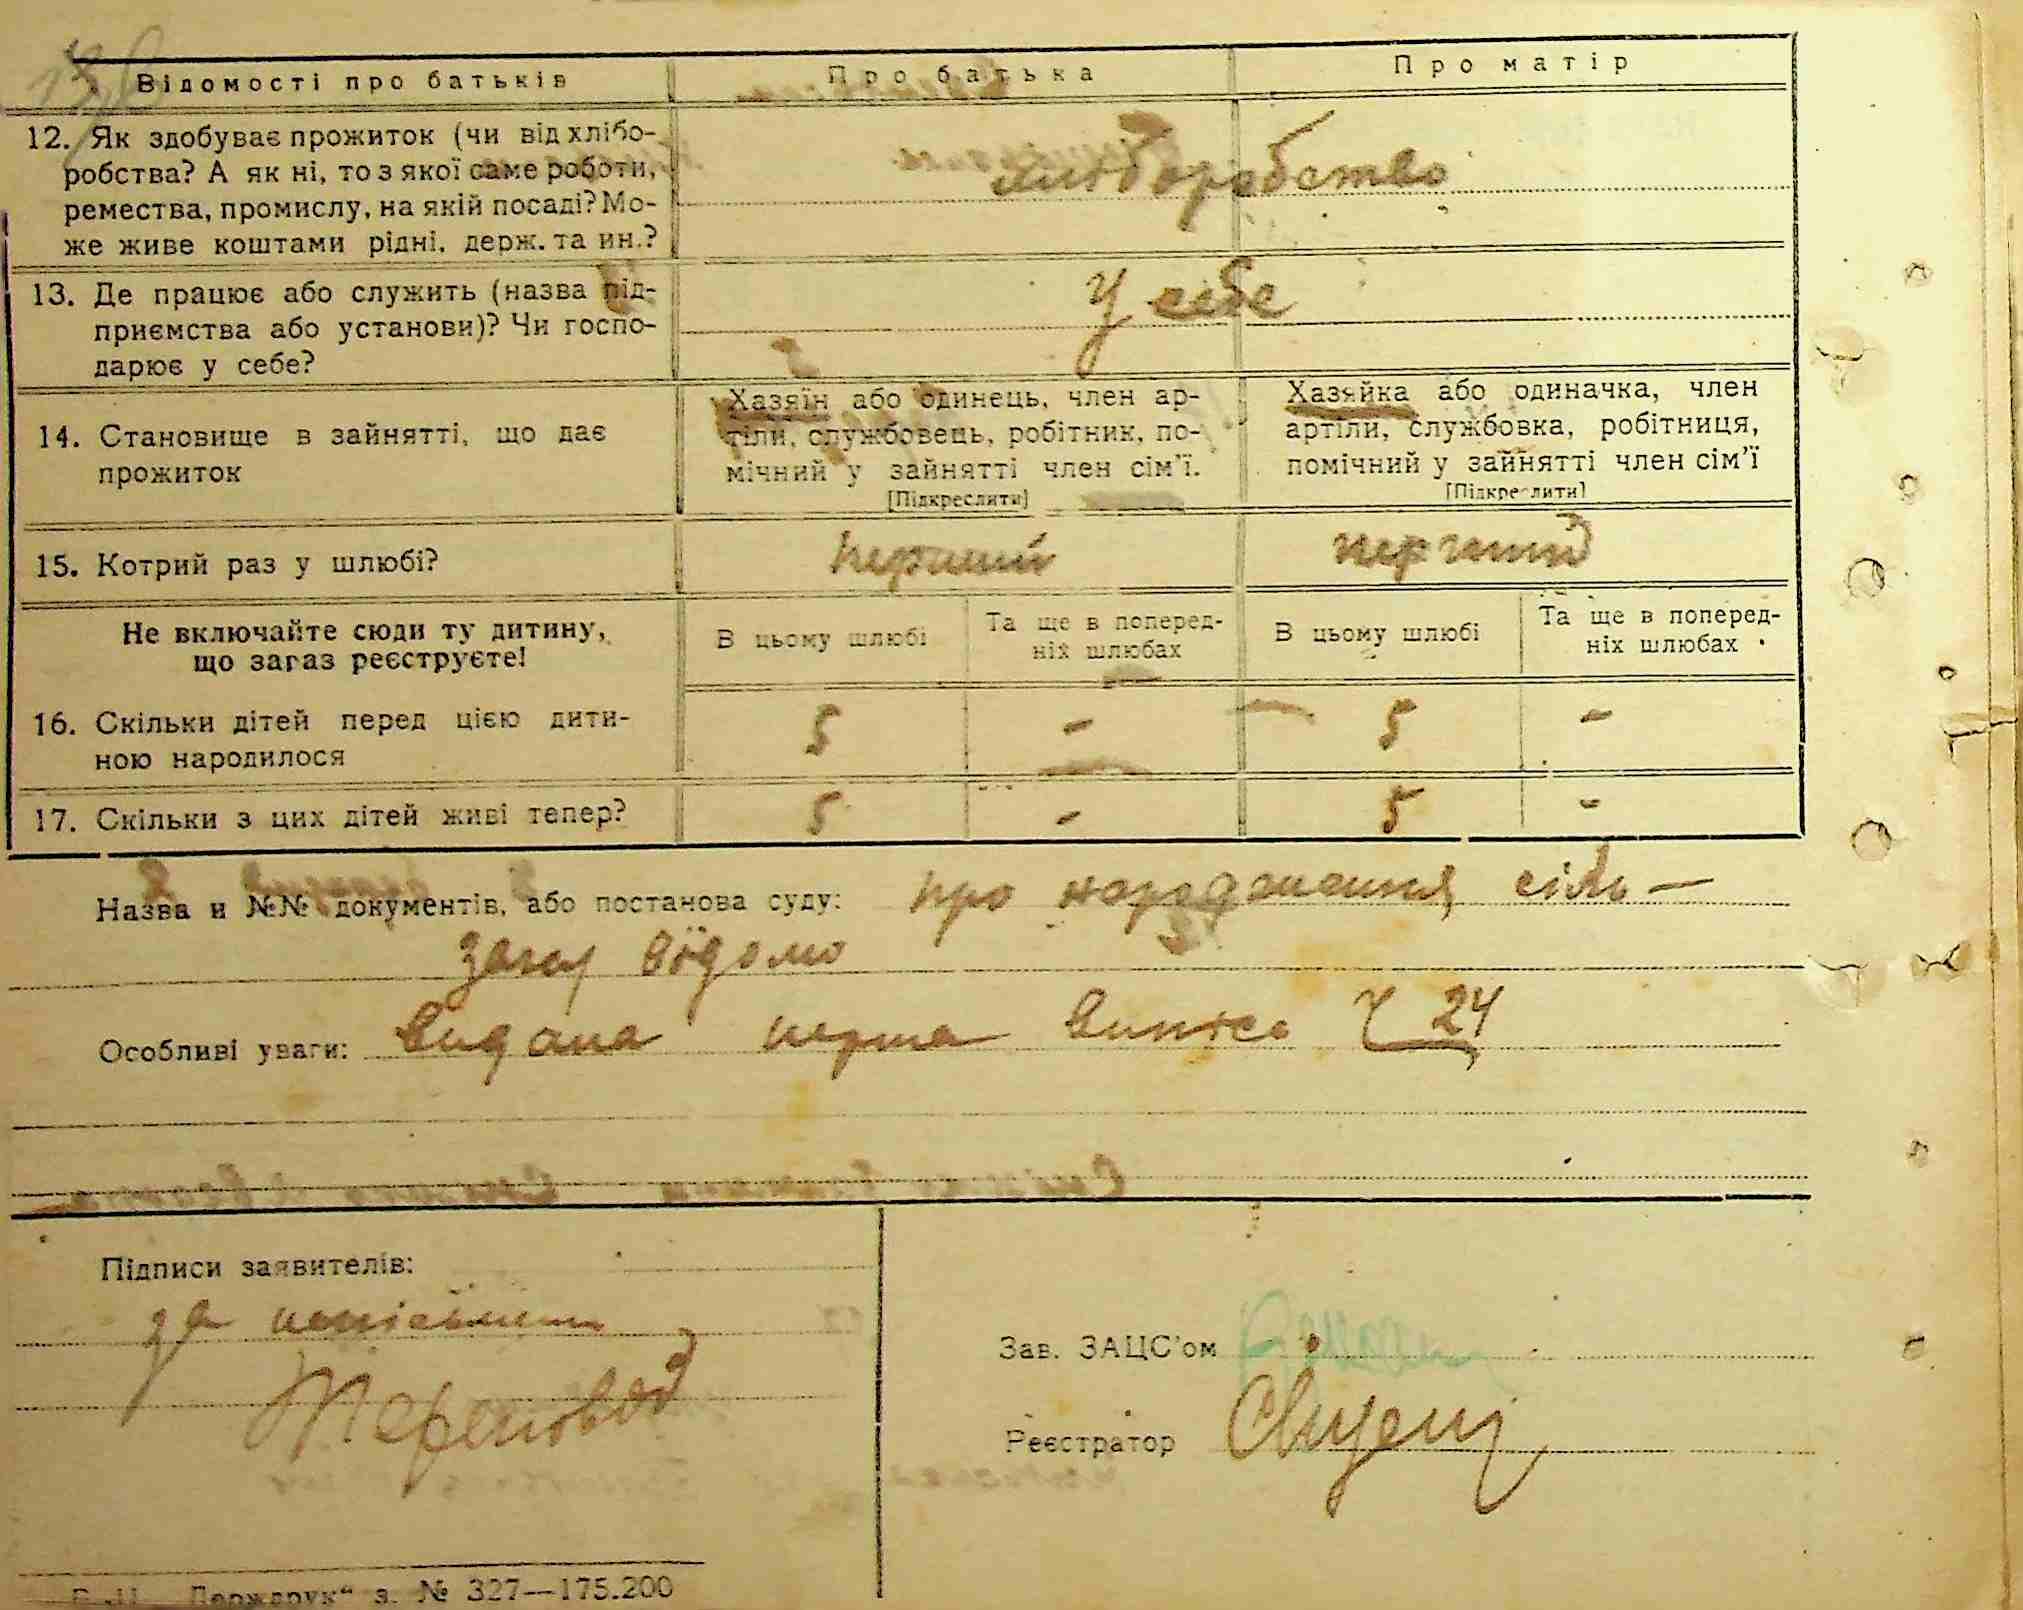 Відомості про батьків
Про батька
Про матір
12. Як здобуває прожиток (чи від хлібо-
робства? А як ні, то з якої саме роботи,
ремества, промислу, на якій посаді? Мо-
же живе коштами рідні, держ. та ин.?
хліборобство
13. Де працює або служить (назва під-
приємства або установи)? Чи госпо-
дарює у себе?
У себе
14. Становище в зайнятті, що дає
прожиток
Хазяїн або одинець, член ар-
тіли, службовець, робітник, по-
мічний у зайнятті член сім'ї.
[Підкреслити]
Хазяйка або одиначка, член
артіли, службовка, робітниця,
помічний у зайнятті член сім'ї
[Підкреслити]
15. Котрий раз у шлюбі?
перший
перший
Не включайте сюди ту дитину,
що зараз реєструєте!
В цьому шлюбі
Та ще в поперед-
ніх шлюбах
В цьому шлюбі
Та ще в поперед-
ніх шлюбах
16. Скільки дітей перед цією дити-
ною народилося
5 - 5 -
17. Скільки з цих дітей живі тепер?
5 - 5 -
Назва и №№ документів, або постанова суду: про народження сіль-
відомо
Особливі уваги: Видана перша Випись Ч 24
Підписи заявителів:
за
Зав. ЗАЦС'ом
Реєстратор
Держдрук" з. № 327—175.200